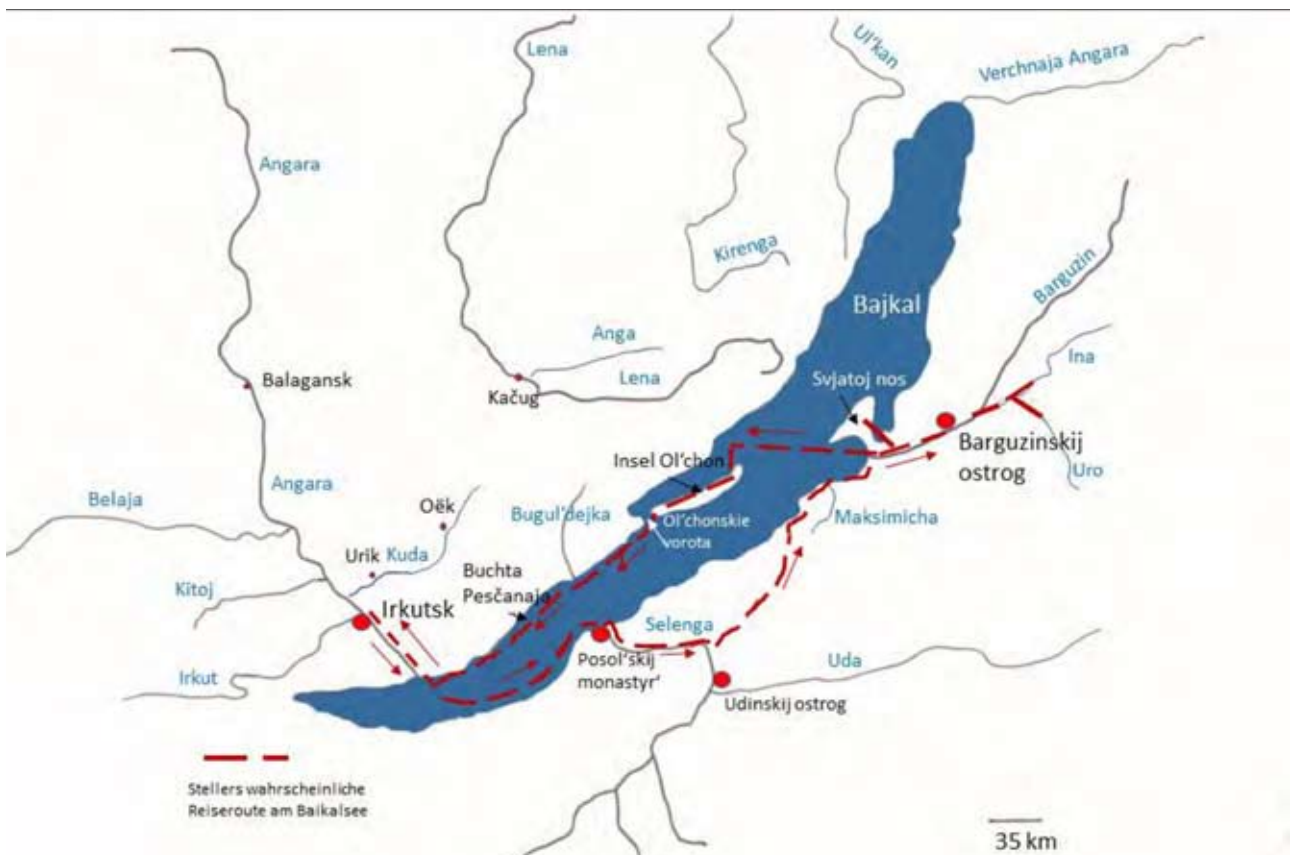 Lena
Ul'kan
Verchnaja Angara
Angara
Kirenga
Barguzin
Bajkal
Anga
Ina
Balagansk
Lena
Svjatoj nos
Kačug
Barguzinskij
ostrog
Insel Ol'chon
Uro
Angara
Belaja
Oëk
Bugul'dejka
Ol'chonskie
vorota
Maksimicha
Urik
Kuda
Buchta
Pesčanaja
Kitoj
Irkutsk
Selenga
Posol'skij
monastyr'
Uda
Irkut
Udinskij ostrog
Stellers wahrscheinliche
Reiseroute am Baikalsee
35 km